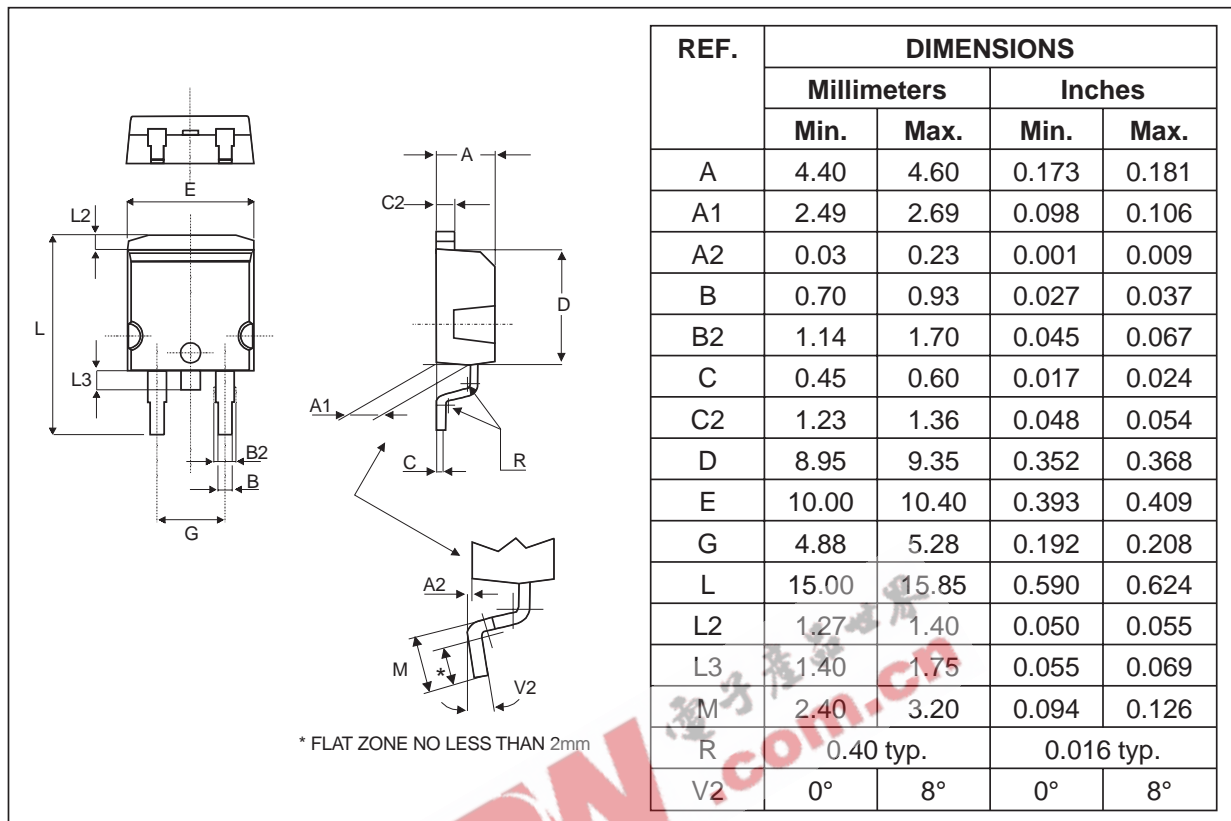 E
L2
L
L3
B2
B
G
A
C2
D
A1
C
R
A2
M
*
V2
* FLAT ZONE NO LESS THAN 2mm
REF. DIMENSIONS
Millimeters Inches
Min. Max. Min. Max.
A 4.40 4.60 0.173 0.181
A1 2.49 2.69 0.098 0.106
A2 0.03 0.23 0.001 0.009
B 0.70 0.93 0.027 0.037
B2 1.14 1.70 0.045 0.067
C 0.45 0.60 0.017 0.024
C2 1.23 1.36 0.048 0.054
D 8.95 9.35 0.352 0.368
E 10.00 10.40 0.393 0.409
G 4.88 5.28 0.192 0.208
L 15.00 15.85 0.590 0.624
L2 1.27 1.40 0.050 0.055
L3 1.40 1.75 0.055 0.069
M 2.40 3.20 0.094 0.126
R 0.40 typ. 0.016 typ.
V2 0° 8° 0° 8°
電子產品世界
.com.cn